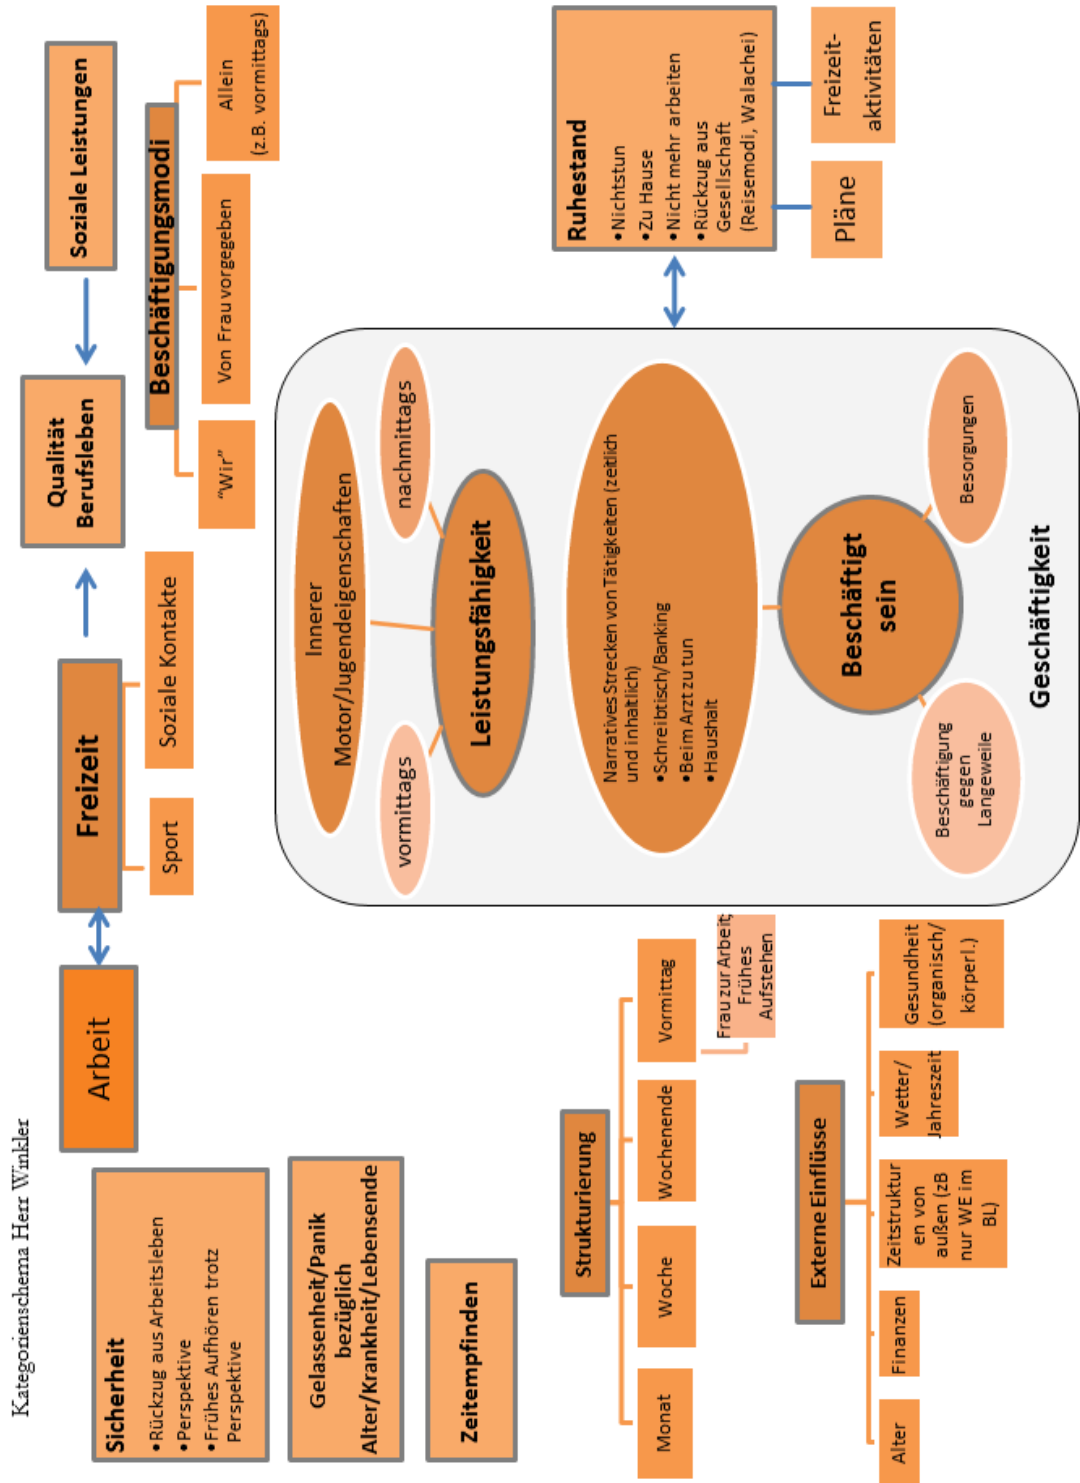 Kategorienschema Herr Winkler
Arbeit
Freizeit
Sport
Soziale Kontakte
Qualität
Berufsleben
Soziale Leistungen
Beschäftigungsmodi
“Wir”
Von Frau vorgegeben
Allein
(z.B. vormittags)
Sicherheit
•Rückzug aus Arbeitsleben
•Perspektive
•Frühes Aufhören trotz
Perspektive
Gelassenheit/Panik
bezüglich
Alter/Krankheit/Lebensende
Zeitempfinden
Innerer
Motor/Jugendeigenschaften
vormittags
nachmittags
Leistungsfähigkeit
Narratives Strecken von Tätigkeiten (zeitlich
und inhaltlich)
•Schreibtisch/Banking
•Beim Arzt zu tun
•Haushalt
Beschäftigt
sein
Beschäftigung
gegen
Langeweile
Besorgungen
Geschäftigkeit
Ruhestand
•Nichtstun
•Zu Hause
•Nicht mehr arbeiten
•Rückzug aus
Gesellschaft
(Reisemodi, Walachei)
Pläne
Freizeit-
aktivitäten
Strukturierung
Monat
Woche
Wochenende
Vormittag
Frau zur Arbeit;
Frühes
Aufstehen
Externe Einflüsse
Alter
Finanzen
Zeitstruktur
en von
außen (zB
nur WE im
BL)
Wetter/
Jahreszeit
Gesundheit
(organisch/
körperl.)